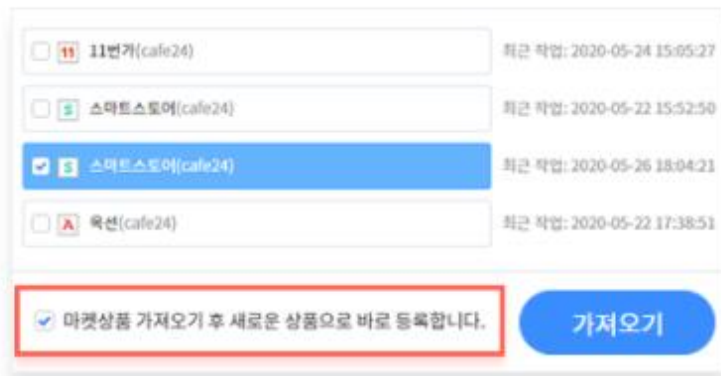 11 11번가(cafe24) 최근 작업: 2020-05-24 15:05:27
S 스마트스토어(cafe24) 최근 작업: 2020-05-22 15:52:50
S 스마트스토어(cafe24) 최근 작업: 2020-05-26 18:04:21
A 옥션(cafe24) 최근 작업: 2020-05-22 17:38:51
마켓상품 가져오기 후 새로운 상품으로 바로 등록합니다. 가져오기